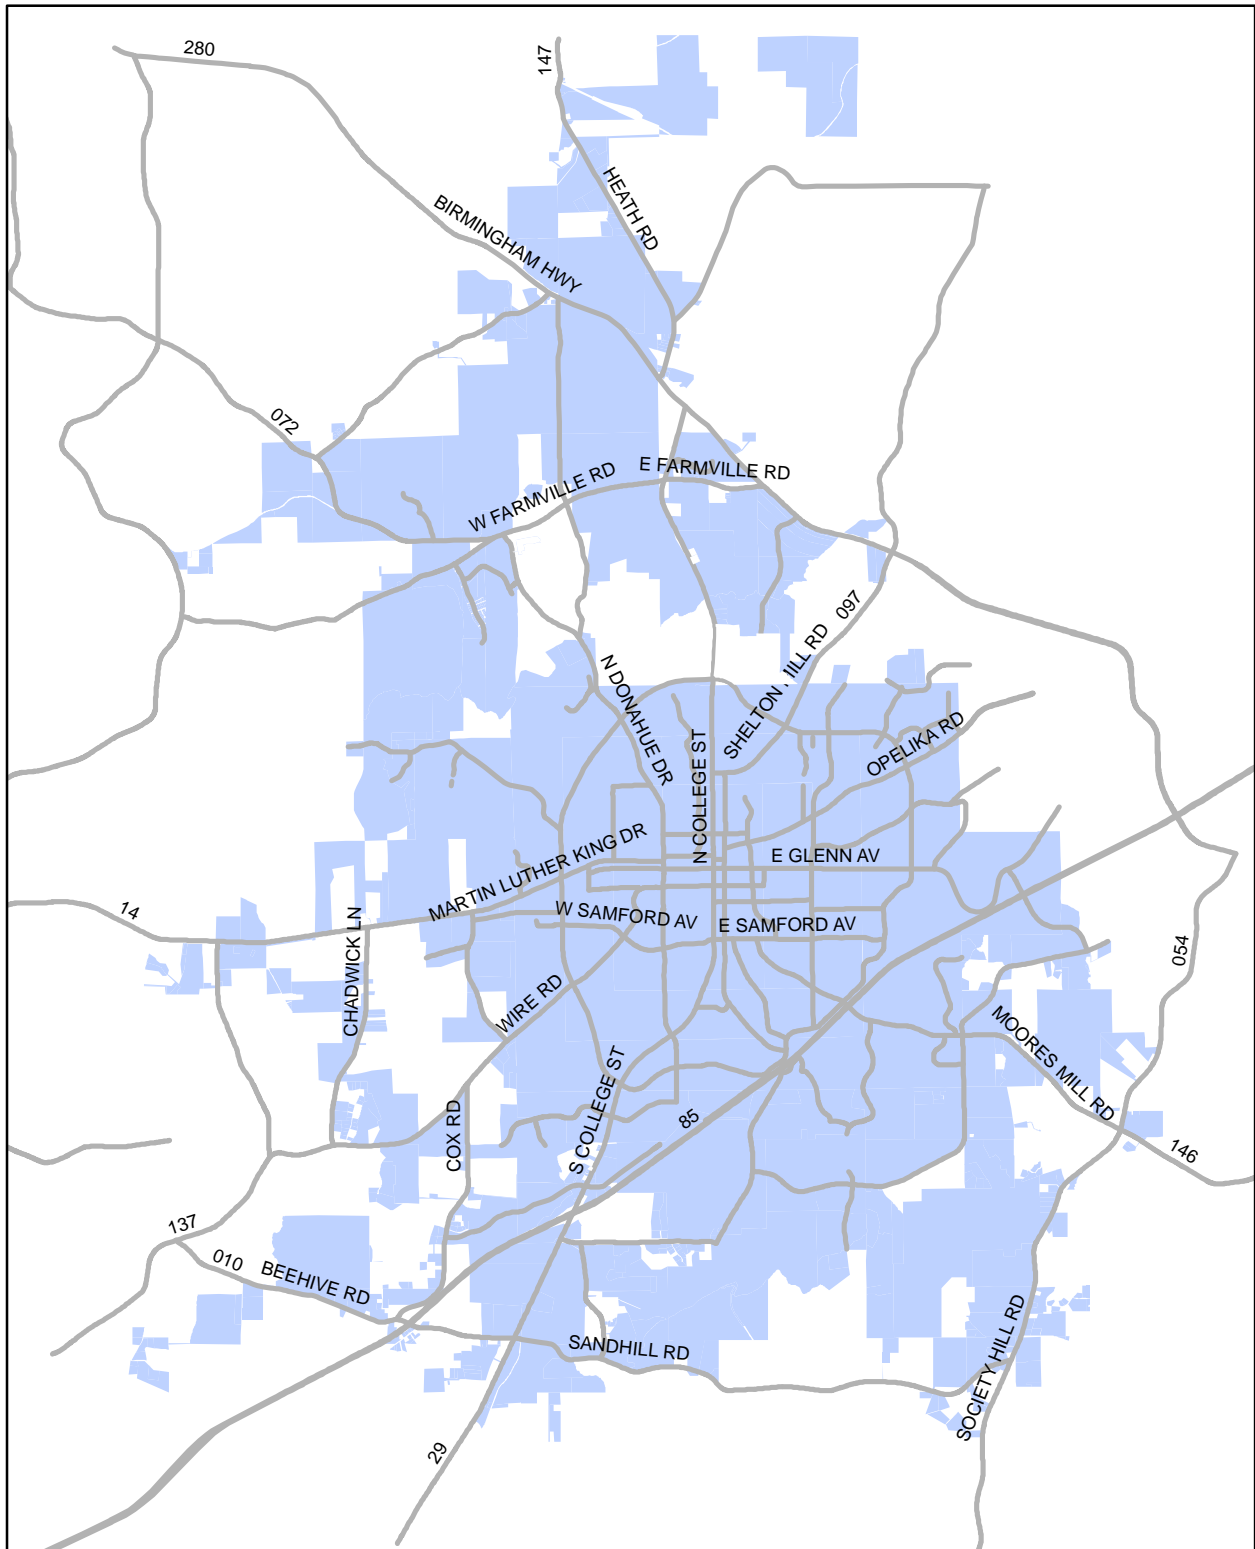 280
147
HEATH RD
BIRMINGHAM HWY
072
E FARMVILLE RD
W FARMVILLE RD
097
SHELTON MILL RD
N DONAHUE DR
OPELIKA RD
N COLLEGE ST
MARTIN LUTHER KING DR
E GLENN AV
14
W SAMFORD AV
E SAMFORD AV
CHADWICK LN
054
WIRE RD
MOORES MILL RD
S COLLEGE ST
85
COX RD
146
137
010
BEEHIVE RD
SANDHILL RD
SOCIETY HILL RD
29